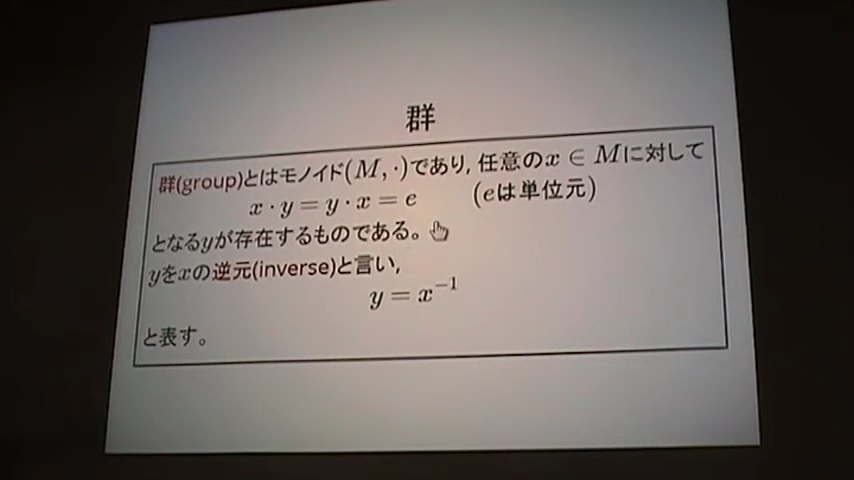 群
群(group)とはモノイド(M, ·)であり, 任意のx ∈ Mに対して
x · y = y · x = e (eは単位元)
となるyが存在するものである。
yをxの逆元(inverse)と言い,
y = x⁻¹
と表す。